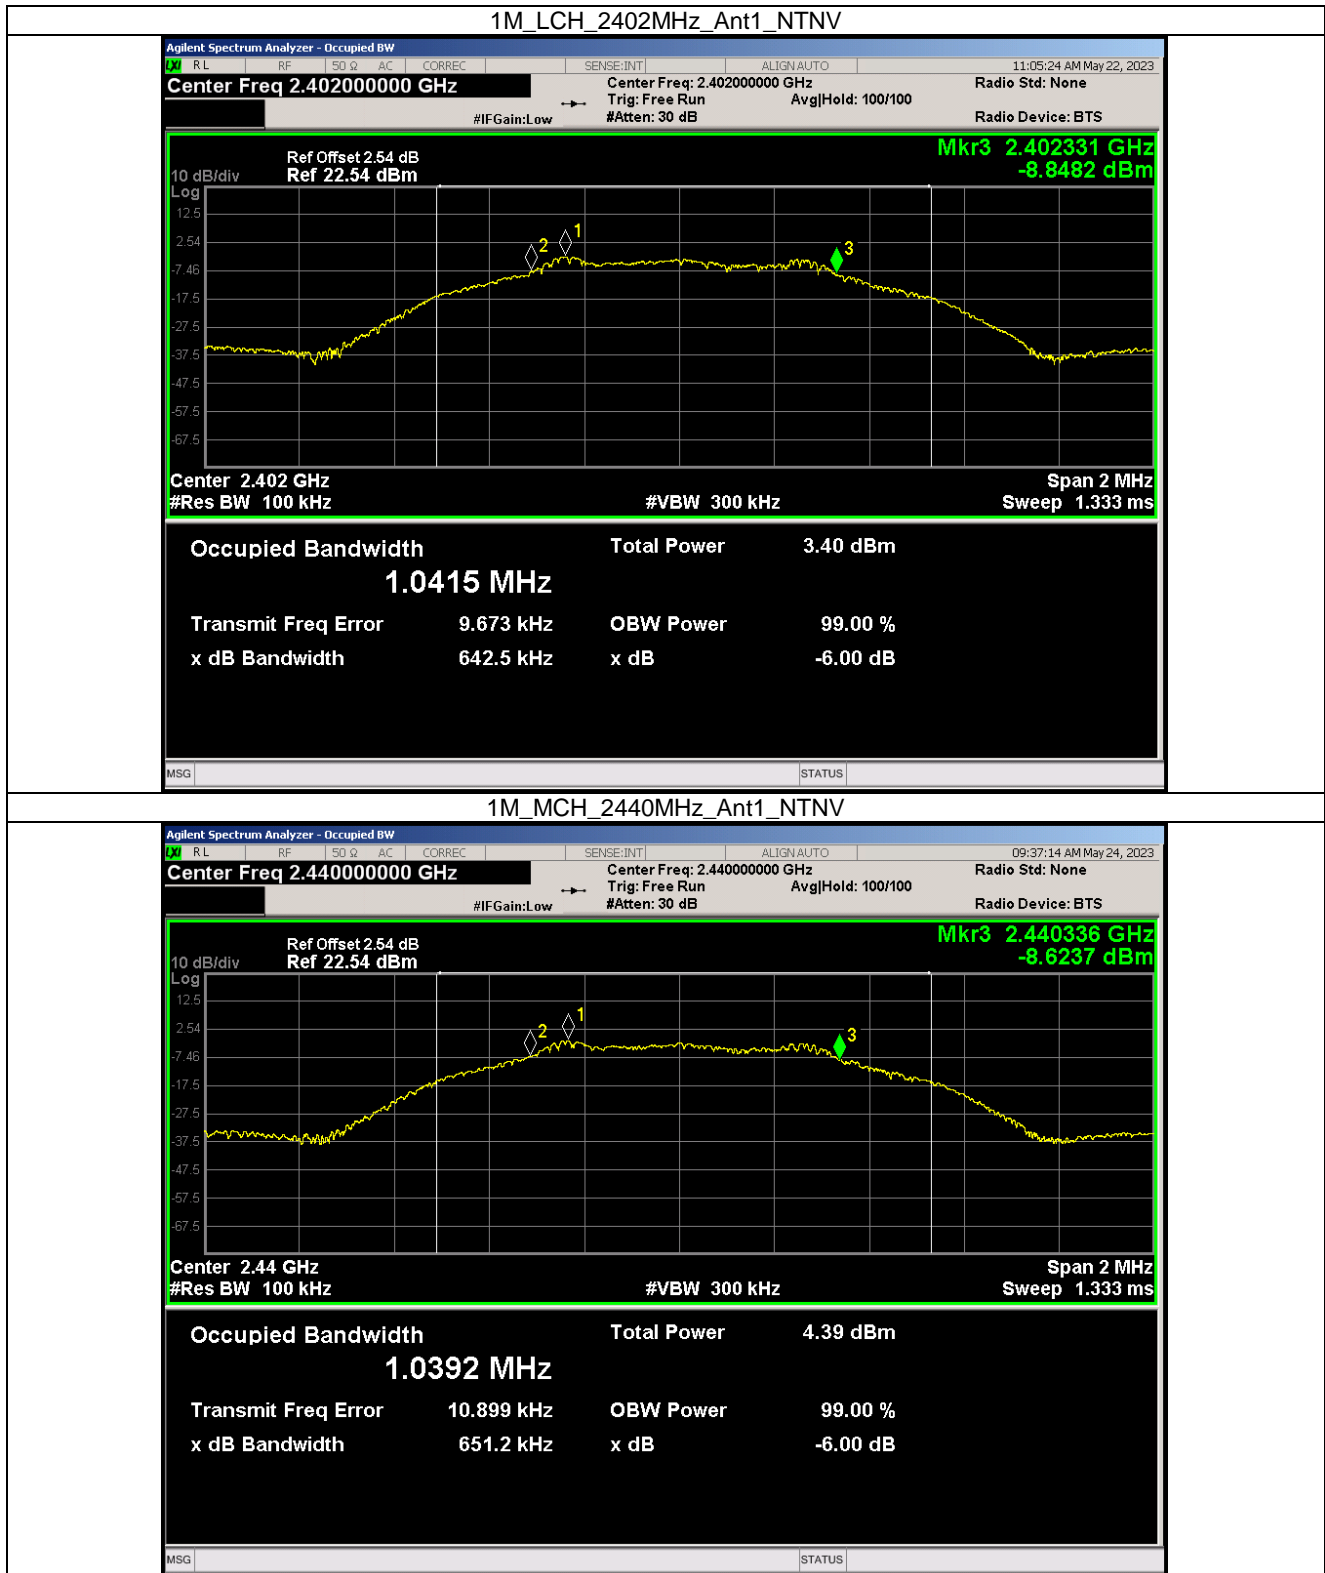 1M_LCH_2402MHz_Ant1_NTNV
Agilent Spectrum Analyzer - Occupied BW
LXI RL RF 50 Ω AC CORREC SENSE:INT ALIGN AUTO 11:05:24 AM May 22, 2023
Center Freq 2.402000000 GHz Center Freq: 2.402000000 GHz Radio Std: None
Trig: Free Run Avg|Hold: 100/100
#IFGain:Low #Atten: 30 dB Radio Device: BTS
Mkr3 2.402331 GHz
Ref Offset 2.54 dB -8.8482 dBm
10 dB/div Ref 22.54 dBm
Log
12.5
1
2.54
2
3
-7.46
-17.5
-27.5
-37.5
-47.5
-57.5
-67.5
Center 2.402 GHz Span 2 MHz
#Res BW 100 kHz #VBW 300 kHz Sweep 1.333 ms
Occupied Bandwidth Total Power 3.40 dBm
1.0415 MHz
Transmit Freq Error 9.673 kHz OBW Power 99.00 %
x dB Bandwidth 642.5 kHz x dB -6.00 dB
MSG STATUS
1M_MCH_2440MHz_Ant1_NTNV
Agilent Spectrum Analyzer - Occupied BW
LXI RL RF 50 Ω AC CORREC SENSE:INT ALIGN AUTO 09:37:14 AM May 24, 2023
Center Freq 2.440000000 GHz Center Freq: 2.440000000 GHz Radio Std: None
Trig: Free Run Avg|Hold: 100/100
#IFGain:Low #Atten: 30 dB Radio Device: BTS
Mkr3 2.440336 GHz
Ref Offset 2.54 dB -8.6237 dBm
10 dB/div Ref 22.54 dBm
Log
12.5
1
2.54
2
3
-7.46
-17.5
-27.5
-37.5
-47.5
-57.5
-67.5
Center 2.44 GHz Span 2 MHz
#Res BW 100 kHz #VBW 300 kHz Sweep 1.333 ms
Occupied Bandwidth Total Power 4.39 dBm
1.0392 MHz
Transmit Freq Error 10.899 kHz OBW Power 99.00 %
x dB Bandwidth 651.2 kHz x dB -6.00 dB
MSG STATUS